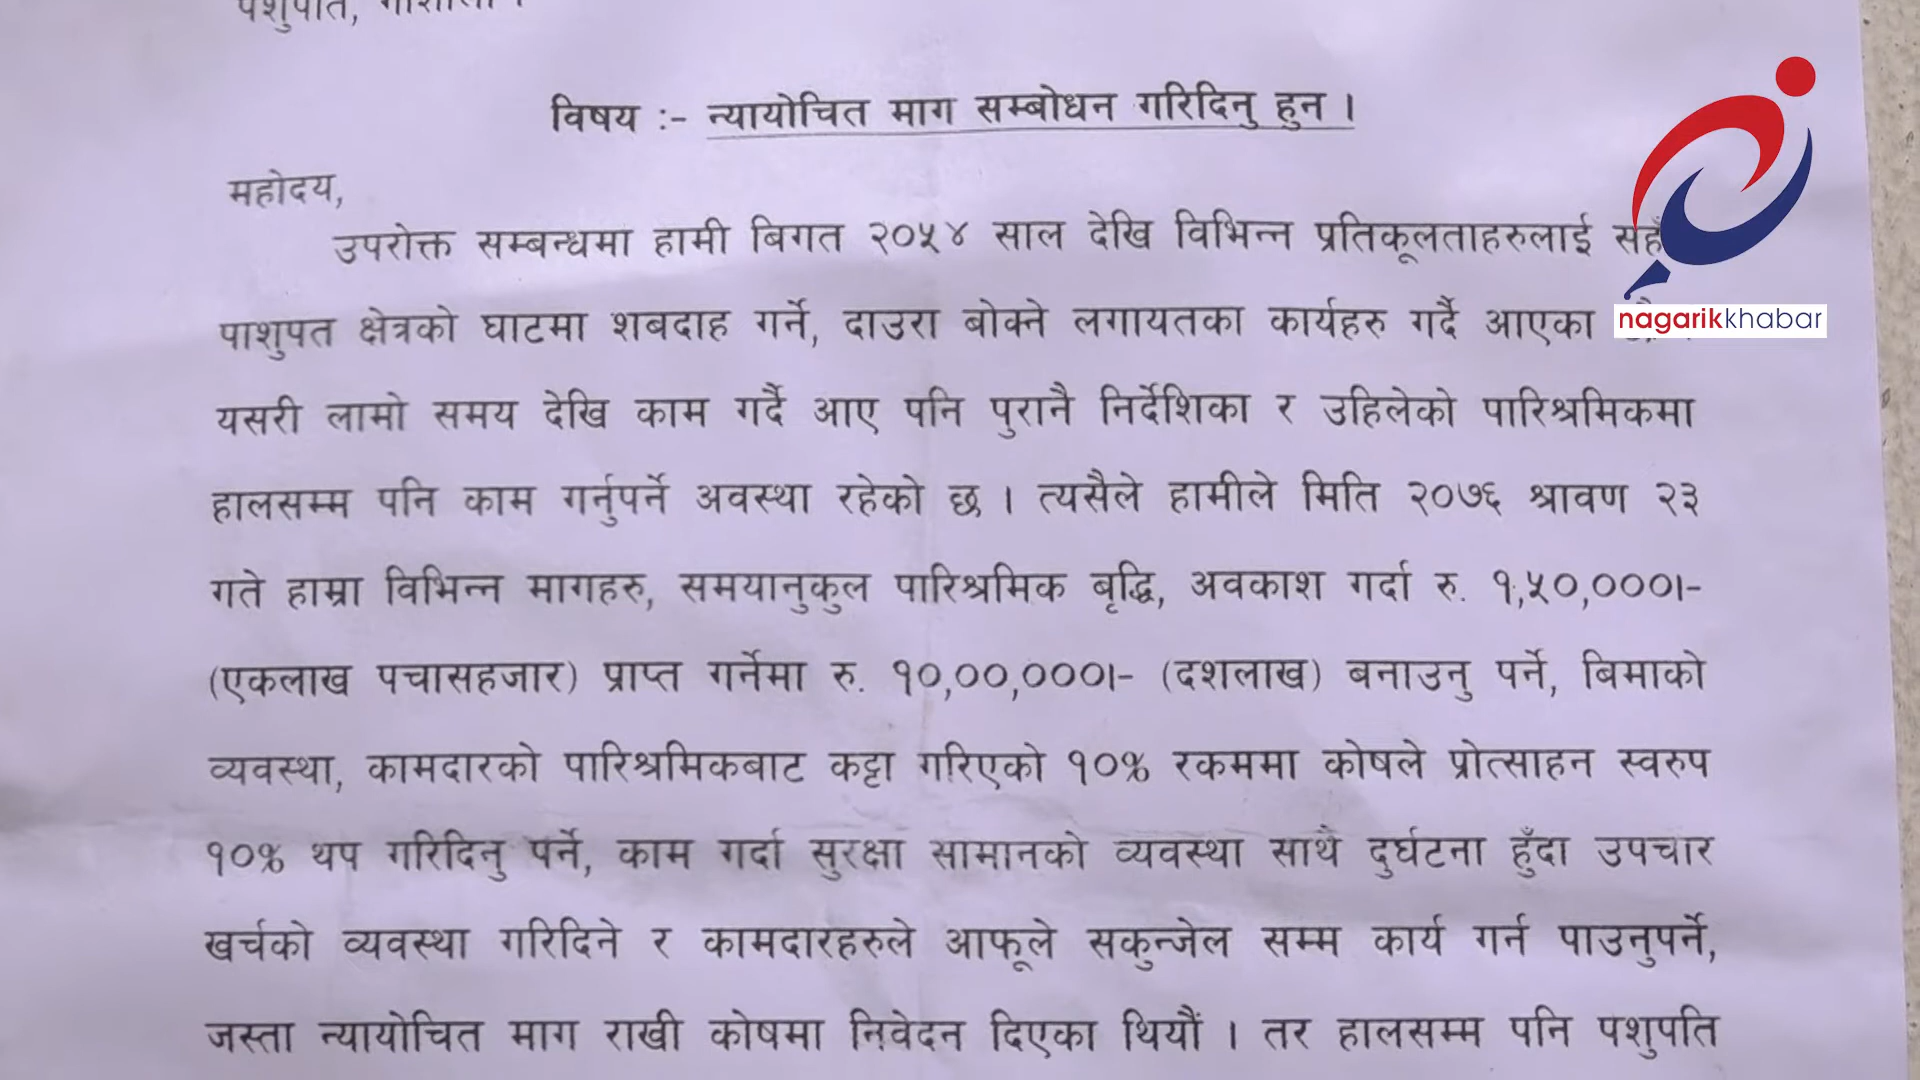 पशुपति, गौशाला ।
विषय :- न्यायोचित माग सम्बोधन गरिदिनु हुन ।
महोदय,
उपरोक्त सम्बन्धमा हामी बिगत २०५४ साल देखि विभिन्न प्रतिकूलताहरुलाई
पाशुपत क्षेत्रको घाटमा शबदाह गर्ने, दाउरा बोक्ने लगायतका कार्यहरु गर्दै आएका
यसरी लामो समय देखि काम गर्दै आए पनि पुरानै निर्देशिका र उहिलेको पारिश्रमिकमा
हालसम्म पनि काम गर्नुपर्ने अवस्था रहेको छ । त्यसैले हामीले मिति २०७६ श्रावण २३
गते हाम्रा विभिन्न मागहरु, समयानुकुल पारिश्रमिक बृद्धि, अवकाश गर्दा रु. १,५०,०००।-
(एकलाख पचासहजार) प्राप्त गर्नेमा रु. १०,००,०००।- (दशलाख) बनाउनु पर्ने, बिमाको
व्यवस्था, कामदारको पारिश्रमिकबाट कट्टा गरिएको १०% रकममा कोषले प्रोत्साहन स्वरुप
१०% थप गरिदिनु पर्ने, काम गर्दा सुरक्षा सामानको व्यवस्था साथै दुर्घटना हुँदा उपचार
खर्चको व्यवस्था गरिदिने र कामदारहरुले आफूले सकुन्जेल सम्म कार्य गर्न पाउनुपर्ने,
जस्ता न्यायोचित माग राखी कोषमा निवेदन दिएका थियौं । तर हालसम्म पनि पशुपति
nagarikkhabar